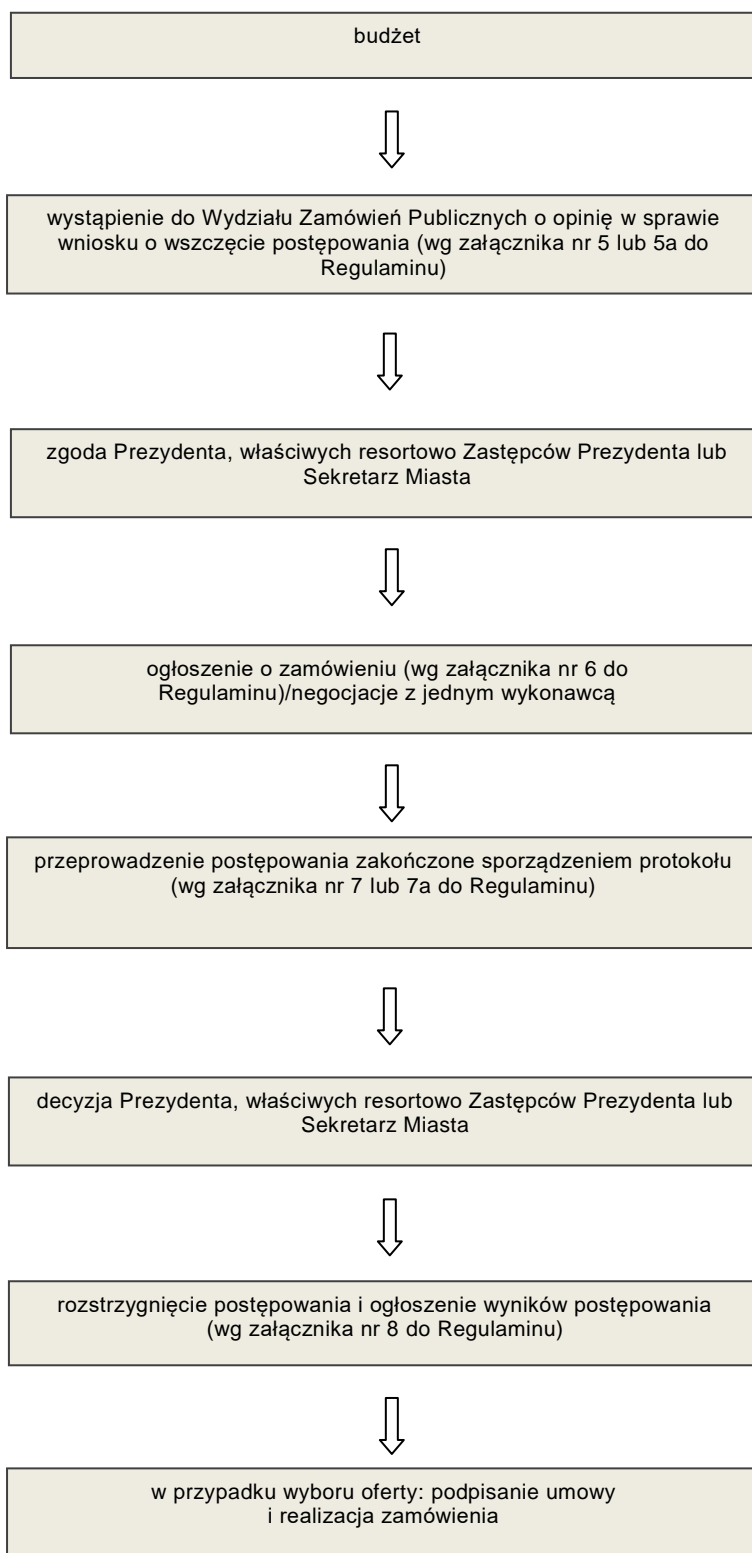 budżet
wystąpienie do Wydziału Zamówień Publicznych o opinię w sprawie
wniosku o wszczęcie postępowania (wg załącznika nr 5 lub 5a do
Regulaminu)
zgoda Prezydenta, właściwych resortowo Zastępców Prezydenta lub
Sekretarz Miasta
ogłoszenie o zamówieniu (wg załącznika nr 6 do
Regulaminu)/negocjacje z jednym wykonawcą
przeprowadzenie postępowania zakończone sporządzeniem protokołu
(wg załącznika nr 7 lub 7a do Regulaminu)
decyzja Prezydenta, właściwych resortowo Zastępców Prezydenta lub
Sekretarz Miasta
rozstrzygnięcie postępowania i ogłoszenie wyników postępowania
(wg załącznika nr 8 do Regulaminu)
w przypadku wyboru oferty: podpisanie umowy
i realizacja zamówienia